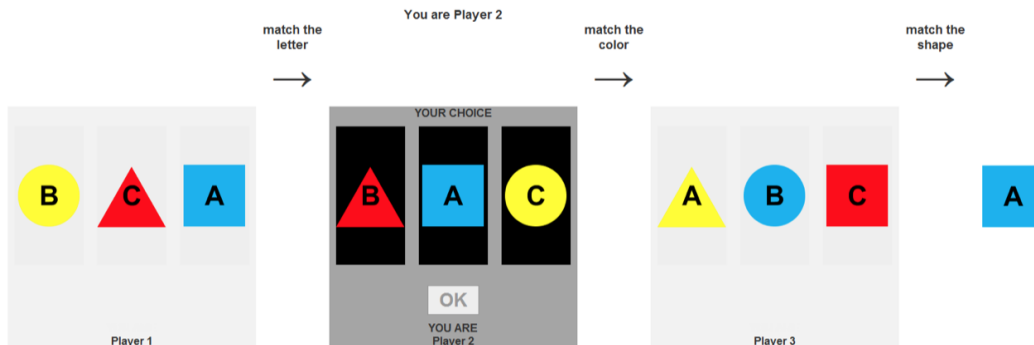 You are Player 2
match the
letter
match the
color
match the
shape
YOUR CHOICE
B
C
A
B
A
C
A
B
C
A
OK
YOU ARE
Player 1
Player 2
Player 3